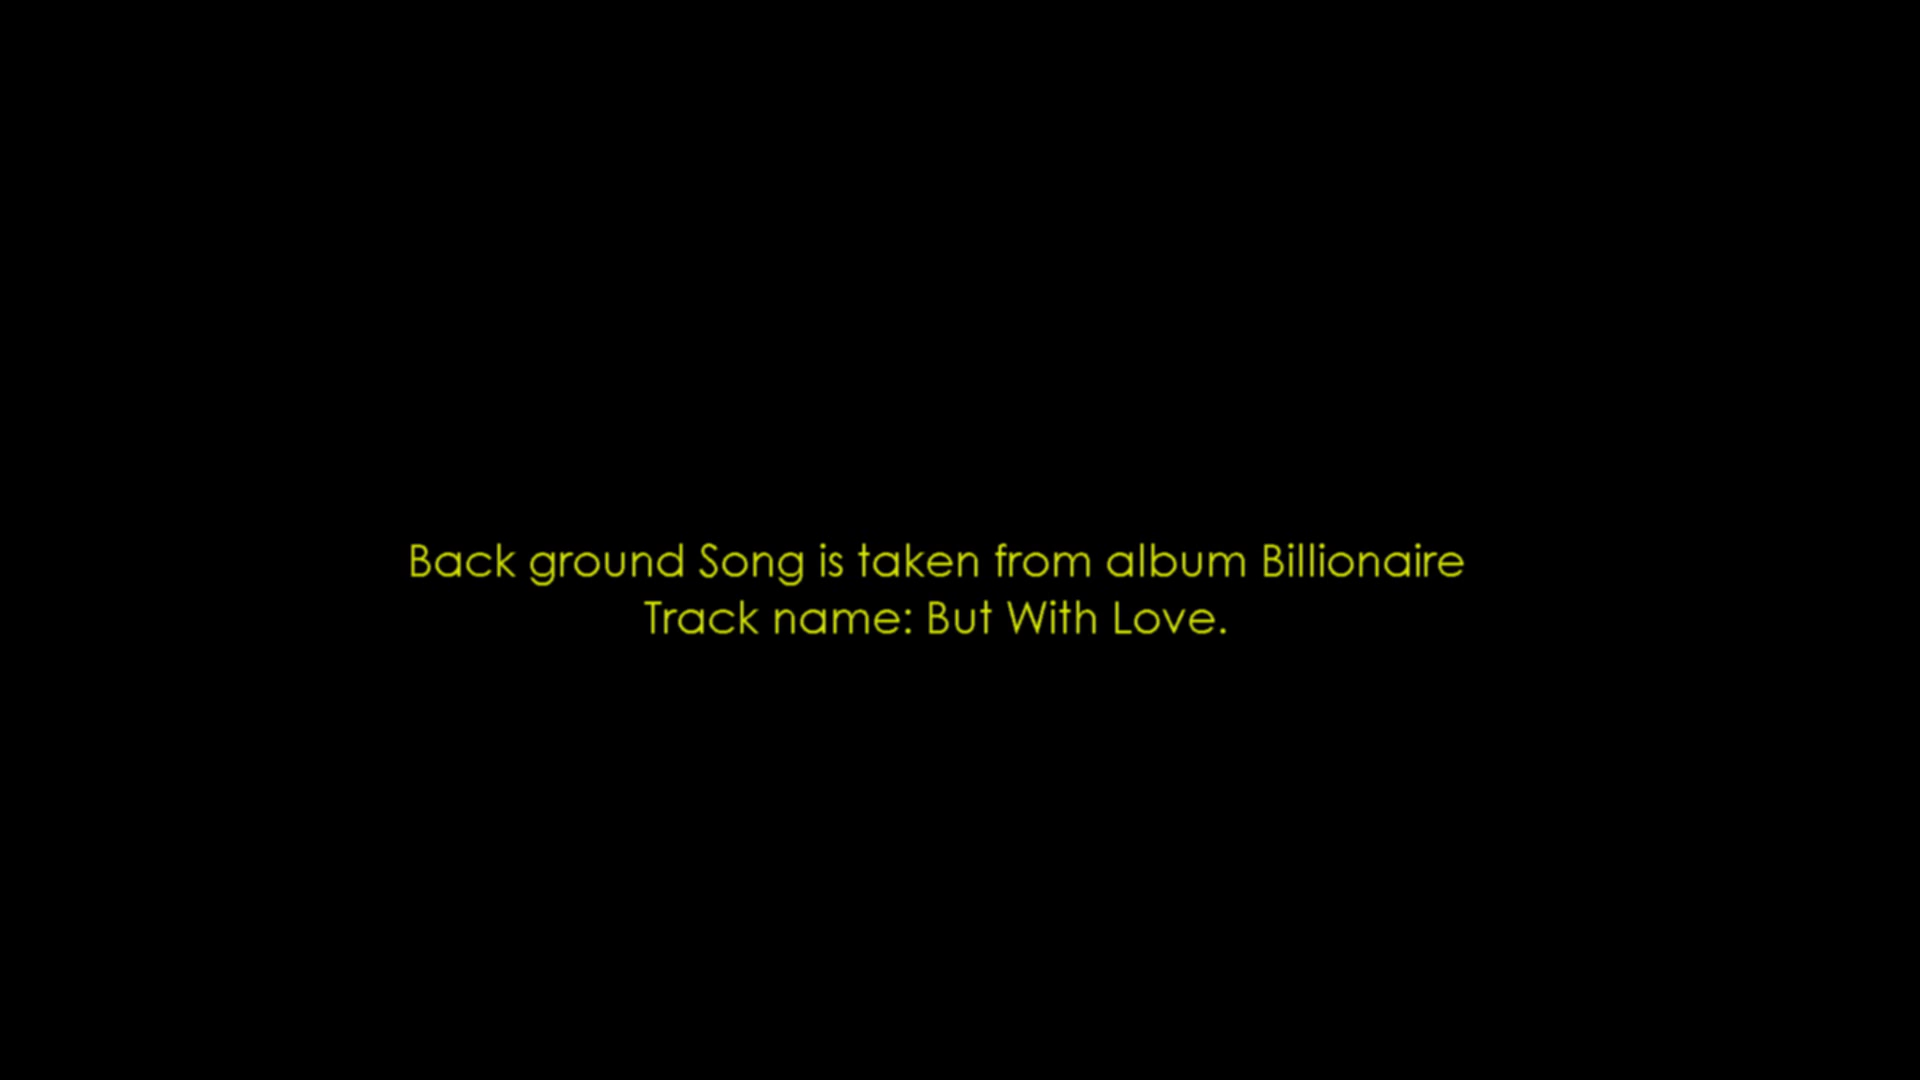 Back ground Song is taken from album Billionaire
Track name: But With Love.